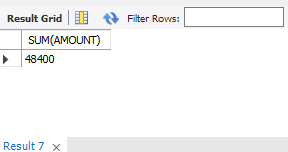 Result Grid Filter Rows:
SUM(AMOUNT)
48400
Result 7 ×